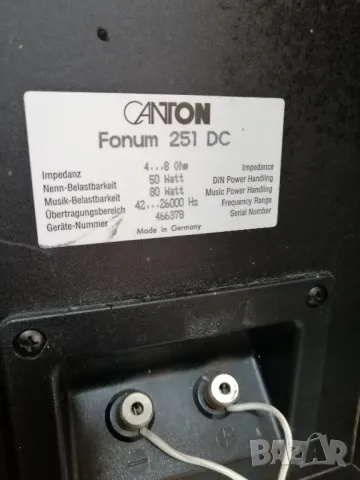 CANTON
Fonum 251 DC
Impedanz 4...8 Ohm Impedance
Nenn-Belastbarkeit 50 Watt DIN Power Handling
Musik-Belastbarkeit 80 Watt Music Power Handling
Übertragungsbereich 42...26000 Hz Frequency Range
Geräte-Nummer 466378 Serial Number
Made in Germany
BAZAR